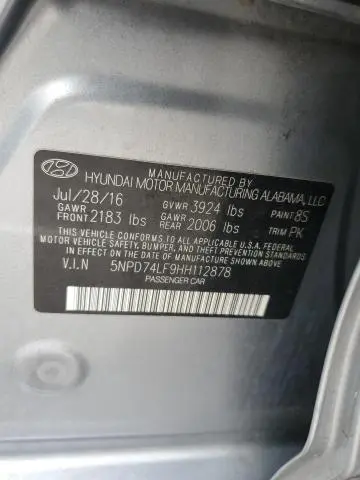 MANUFACTURED BY
HYUNDAI MOTOR MANUFACTURING ALABAMA, LLC
Jul/28/16 GVWR 3924 lbs PAINT 8S
GAWR FRONT 2183 lbs GAWR REAR 2006 lbs TRIM PK
THIS VEHICLE CONFORMS TO ALL APPLICABLE U.S.A. FEDERAL
MOTOR VEHICLE SAFETY, BUMPER, AND THEFT PREVENTION
STANDARDS IN EFFECT ON THE DATE OF MANUFACTURE SHOWN ABOVE.
V.I.N 5NPD74LF9HH112878
PASSENGER CAR